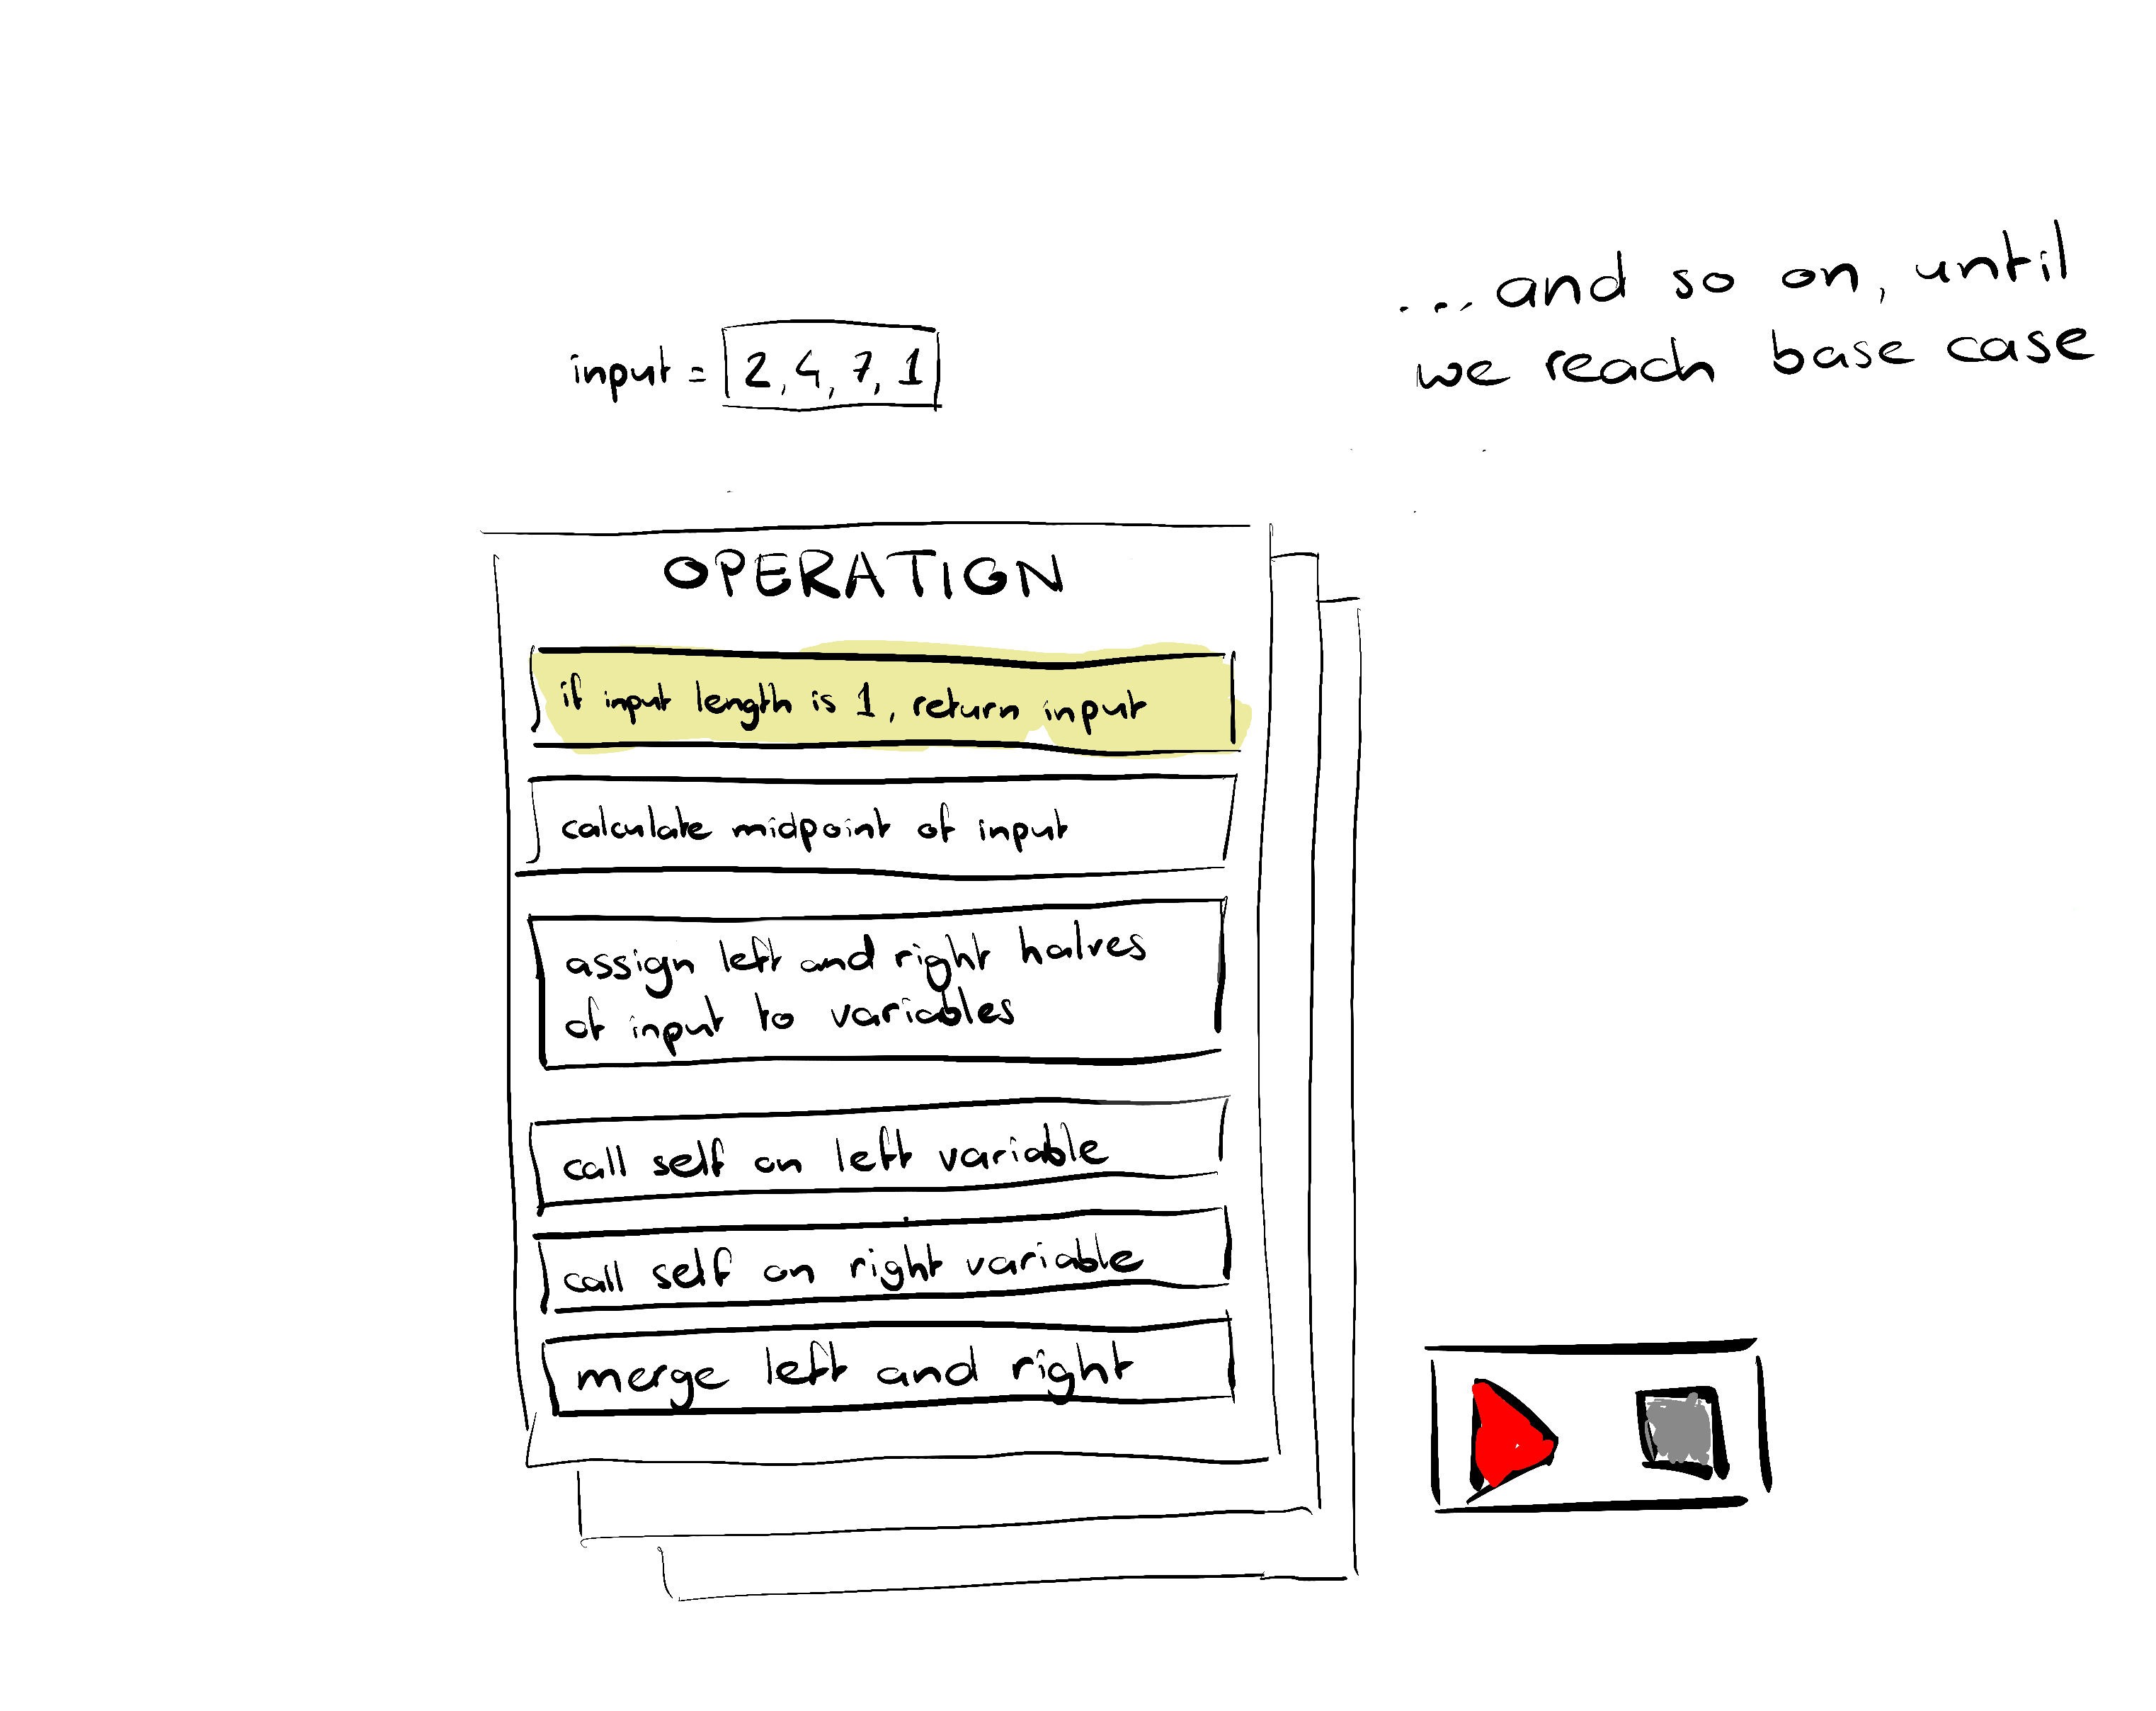 ...and so on, until
we reach base case
input = 2, 4, 7, 1
OPERATION
if input length is 1, return input
calculate midpoint of input
assign left and right halves
of input to variables
call self on left variable
call self on right variable
merge left and right